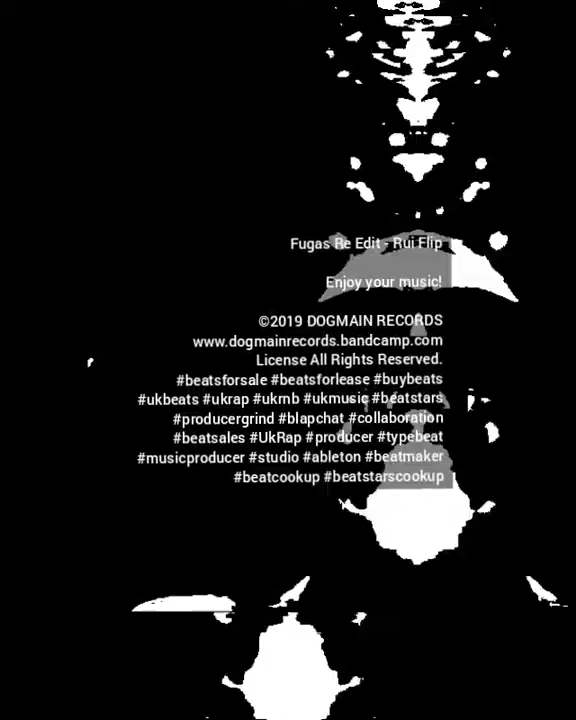 Fugas Re Edit - Rui Flip
Enjoy your music!
©2019 DOGMAIN RECORDS
www.dogmainrecords.bandcamp.com
License All Rights Reserved.
#beatsforsale #beatsforlease #buybeats
#ukbeats #ukrap #ukrnb #ukmusic #beatstars
#producergrind #blapchat #collaboration
#beatsales #UkRap #producer #typebeat
#musicproducer #studio #ableton #beatmaker
#beatcookup #beatstarscookup